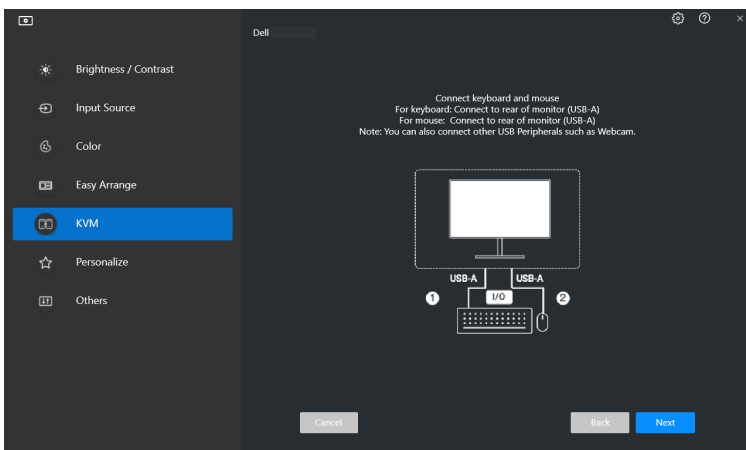 Dell
Brightness / Contrast
Input Source
Color
Easy Arrange
KVM
Personalize
Others
Connect keyboard and mouse
For keyboard: Connect to rear of monitor (USB-A)
For mouse: Connect to rear of monitor (USB-A)
Note: You can also connect other USB Peripherals such as Webcam.
USB-A USB-A
1 I/O 2
Cancel Back Next